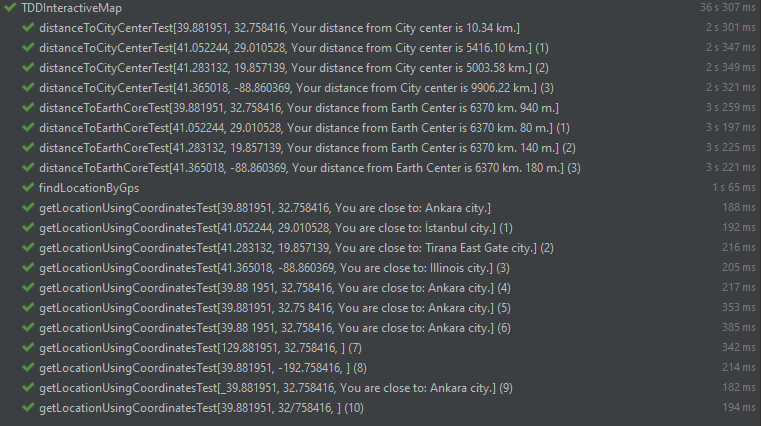 TDDInteractiveMap 36 s 307 ms
distanceToCityCenterTest[39.881951, 32.758416, Your distance from City center is 10.34 km.] 2 s 301 ms
distanceToCityCenterTest[41.052244, 29.010528, Your distance from City center is 5416.10 km.] (1) 2 s 347 ms
distanceToCityCenterTest[41.283132, 19.857139, Your distance from City center is 5003.58 km.] (2) 2 s 349 ms
distanceToCityCenterTest[41.365018, -88.860369, Your distance from City center is 9906.22 km.] (3) 2 s 321 ms
distanceToEarthCoreTest[39.881951, 32.758416, Your distance from Earth Center is 6370 km. 940 m.] 3 s 259 ms
distanceToEarthCoreTest[41.052244, 29.010528, Your distance from Earth Center is 6370 km. 80 m.] (1) 3 s 197 ms
distanceToEarthCoreTest[41.283132, 19.857139, Your distance from Earth Center is 6370 km. 140 m.] (2) 3 s 225 ms
distanceToEarthCoreTest[41.365018, -88.860369, Your distance from Earth Center is 6370 km. 180 m.] (3) 3 s 221 ms
findLocationByGps 1 s 65 ms
getLocationUsingCoordinatesTest[39.881951, 32.758416, You are close to: Ankara city.] 188 ms
getLocationUsingCoordinatesTest[41.052244, 29.010528, You are close to: İstanbul city.] (1) 192 ms
getLocationUsingCoordinatesTest[41.283132, 19.857139, You are close to: Tirana East Gate city.] (2) 216 ms
getLocationUsingCoordinatesTest[41.365018, -88.860369, You are close to: Illinois city.] (3) 205 ms
getLocationUsingCoordinatesTest[39.88 1951, 32.758416, You are close to: Ankara city.] (4) 217 ms
getLocationUsingCoordinatesTest[39.881951, 32.75 8416, You are close to: Ankara city.] (5) 353 ms
getLocationUsingCoordinatesTest[39.88 1951, 32.758416, You are close to: Ankara city.] (6) 385 ms
getLocationUsingCoordinatesTest[129.881951, 32.758416, ] (7) 342 ms
getLocationUsingCoordinatesTest[39.881951, -192.758416, ] (8) 214 ms
getLocationUsingCoordinatesTest[_39.881951, 32.758416, You are close to: Ankara city.] (9) 182 ms
getLocationUsingCoordinatesTest[39.881951, 32/758416, ] (10) 194 ms